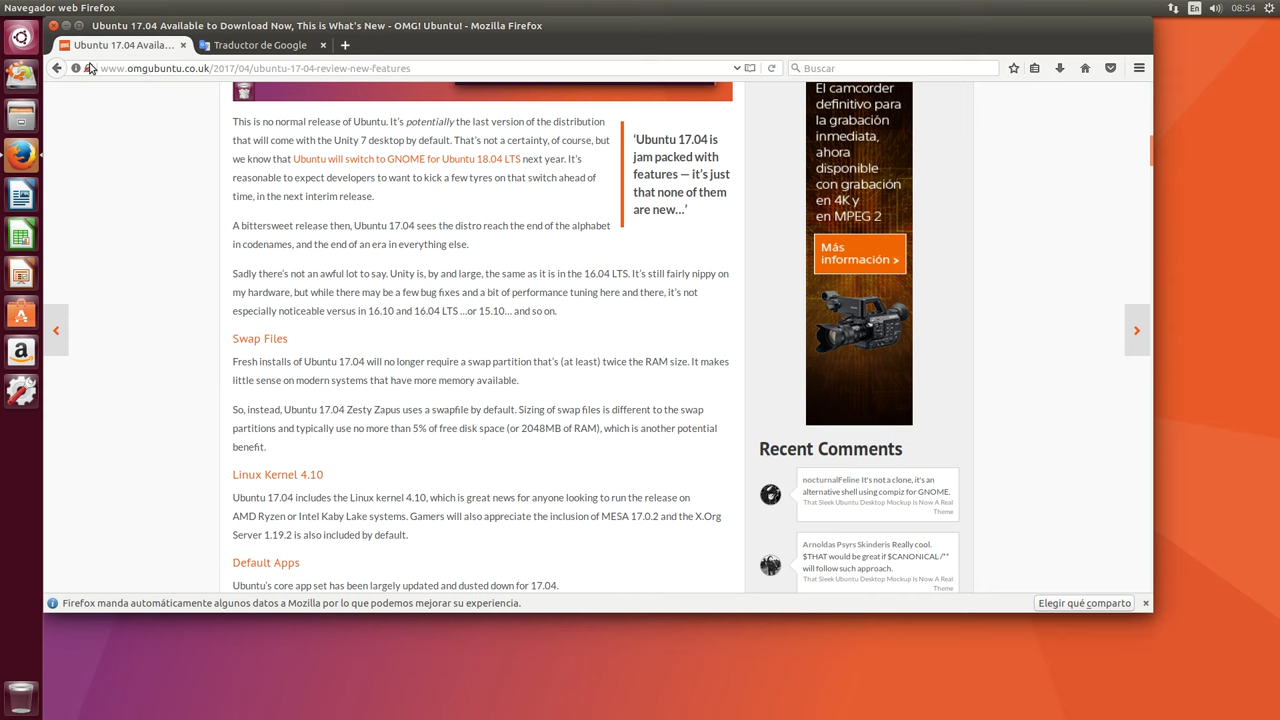 Navegador web Firefox
En
08:54
Ubuntu 17.04 Available to Download Now, This is What's New - OMG! Ubuntu! - Mozilla Firefox
Ubuntu 17.04 Availa...
Traductor de Google
www.omgubuntu.co.uk/2017/04/ubuntu-17-04-review-new-features
Buscar
This is no normal release of Ubuntu. It's potentially the last version of the distribution
that will come with the Unity 7 desktop by default. That's not a certainty, of course, but
we know that Ubuntu will switch to GNOME for Ubuntu 18.04 LTS next year. It's
reasonable to expect developers to want to kick a few tyres on that switch ahead of
time, in the next interim release.
‘Ubuntu 17.04 is
jam packed with
features — it's just
that none of them
are new…’
A bittersweet release then, Ubuntu 17.04 sees the distro reach the end of the alphabet
in codenames, and the end of an era in everything else.
Sadly there's not an awful lot to say. Unity is, by and large, the same as it is in the 16.04 LTS. It's still fairly nippy on
my hardware, but while there may be a few bug fixes and a bit of performance tuning here and there, it's not
especially noticeable versus in 16.10 and 16.04 LTS …or 15.10… and so on.
Swap Files
Fresh installs of Ubuntu 17.04 will no longer require a swap partition that's (at least) twice the RAM size. It makes
little sense on modern systems that have more memory available.
So, instead, Ubuntu 17.04 Zesty Zapus uses a swapfile by default. Sizing of swap files is different to the swap
partitions and typically use no more than 5% of free disk space (or 2048MB of RAM), which is another potential
benefit.
Linux Kernel 4.10
Ubuntu 17.04 includes the Linux kernel 4.10, which is great news for anyone looking to run the release on
AMD Ryzen or Intel Kaby Lake systems. Gamers will also appreciate the inclusion of MESA 17.0.2 and the X.Org
Server 1.19.2 is also included by default.
Default Apps
Ubuntu's core app set has been largely updated and dusted down for 17.04.
El camcorder
definitivo para
la grabación
inmediata,
ahora
disponible
con grabación
en 4K y
en MPEG 2
Más
información >
Recent Comments
nocturnalFeline It's not a clone, it's an
alternative shell using compiz for GNOME.
That Sleek Ubuntu Desktop Mockup Is Now A Real
Theme
Arnoldas Psyrs Skinderis Really cool.
$THAT would be great if $CANONICAL /**
will follow such approach.
That Sleek Ubuntu Desktop Mockup Is Now A Real
Theme
Firefox manda automáticamente algunos datos a Mozilla por lo que podemos mejorar su experiencia.
Elegir qué comparto